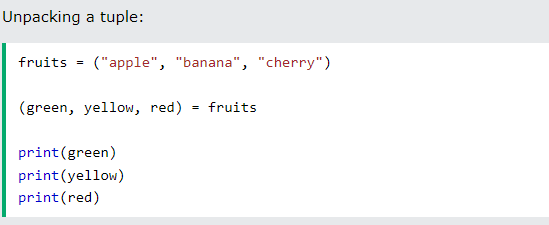 Unpacking a tuple:
fruits = ("apple", "banana", "cherry")
(green, yellow, red) = fruits
print(green)
print(yellow)
print(red)